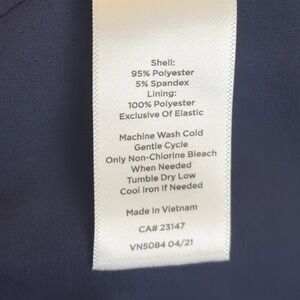 Shell:
95% Polyester
5% Spandex
Lining:
100% Polyester
Exclusive Of Elastic
Machine Wash Cold
Gentle Cycle
Only Non-Chlorine Bleach
When Needed
Tumble Dry Low
Cool Iron If Needed
Made in Vietnam
CA# 23147
VN5084 04/21